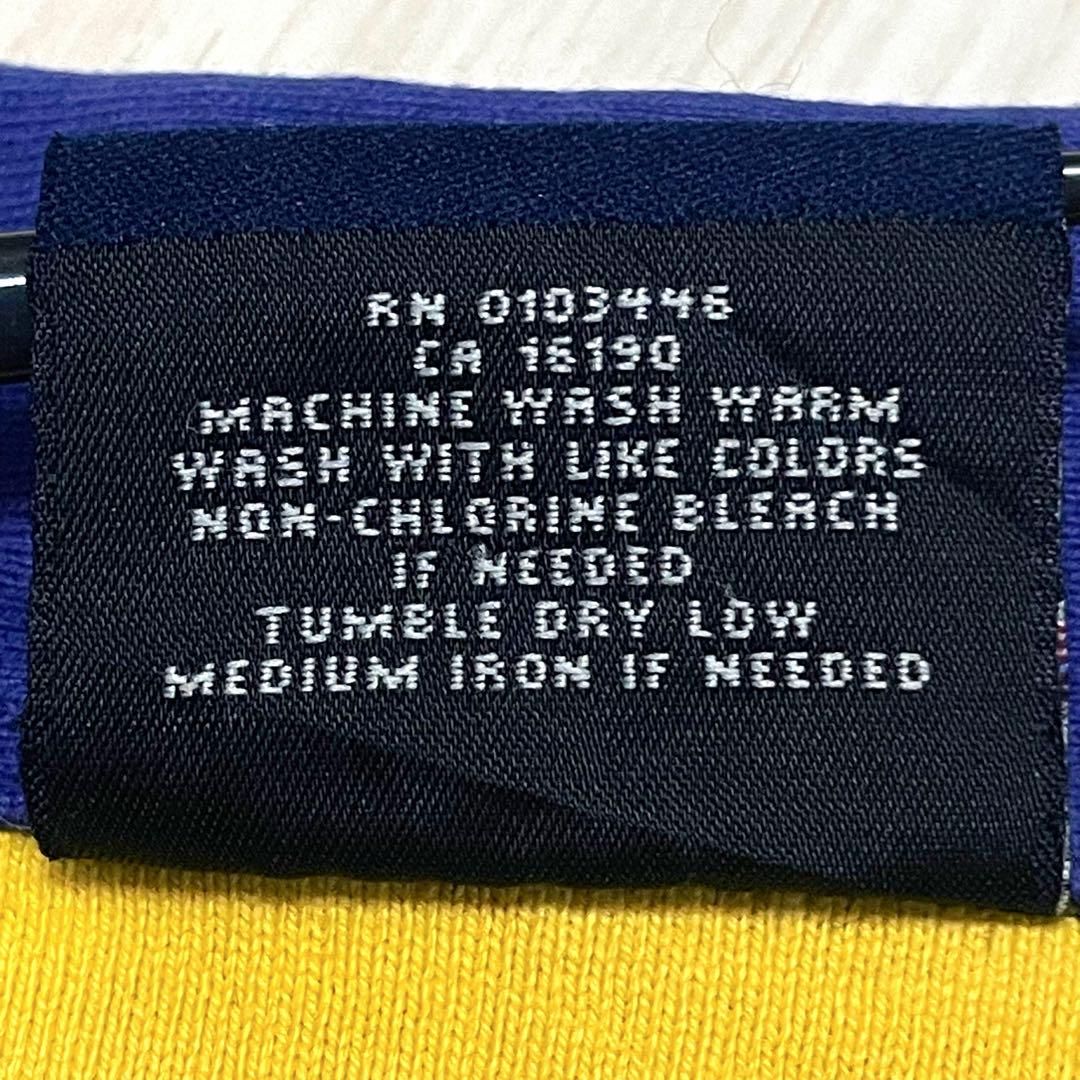 RN 0103446
CA 16190
MACHINE WASH WARM
WASH WITH LIKE COLORS
NON-CHLORINE BLEACH
IF NEEDED
TUMBLE DRY LOW
MEDIUM IRON IF NEEDED